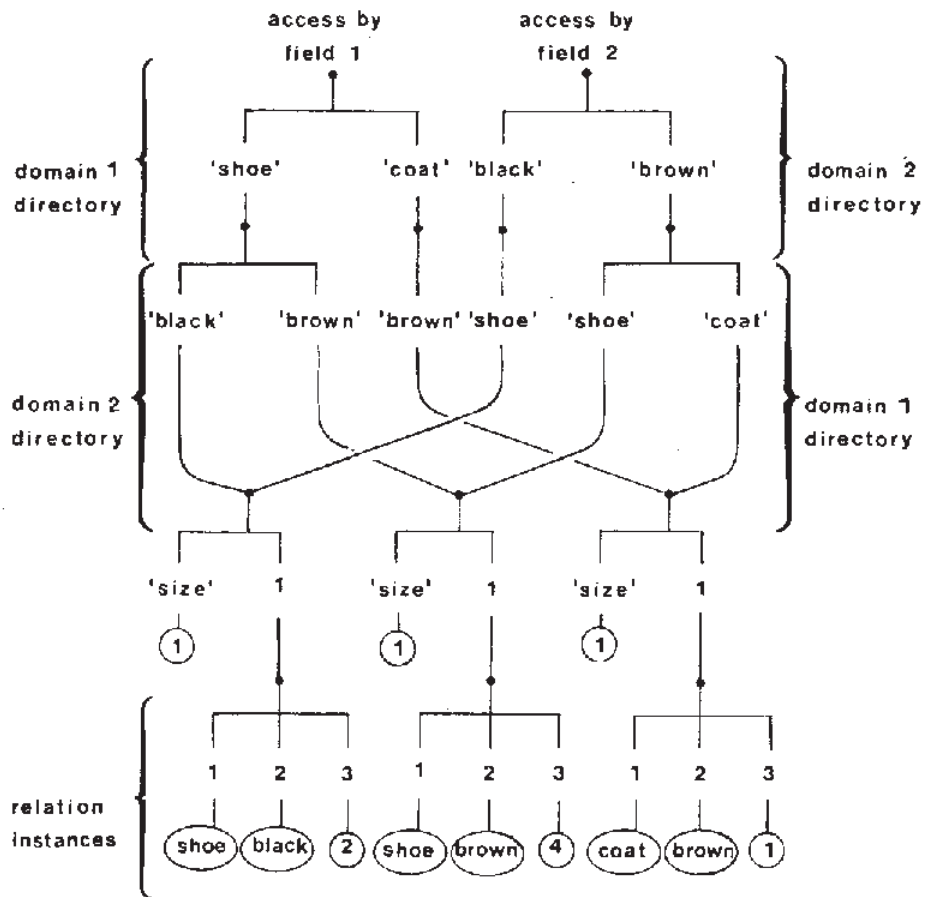 access by access by
field 1 field 2
domain 1 'shoe' 'coat' 'black' 'brown' domain 2
directory directory
'black' 'brown' 'brown' 'shoe' 'shoe' 'coat'
domain 2 domain 1
directory directory
'size' 1 'size' 1 'size' 1
1 1 1
1 2 3 1 2 3 1 2 3
relation
instances
shoe black 2 shoe brown 4 coat brown 1